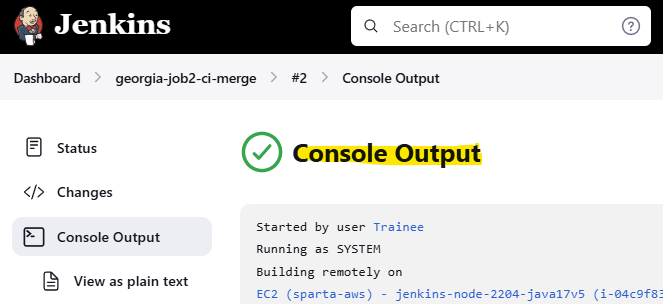 Jenkins
Search (CTRL+K)
Dashboard > georgia-job2-ci-merge > #2 > Console Output
Status
Changes
Console Output
View as plain text
Console Output
Started by user Trainee
Running as SYSTEM
Building remotely on
EC2 (sparta-aws) - jenkins-node-2204-java17v5 (i-04c9f83